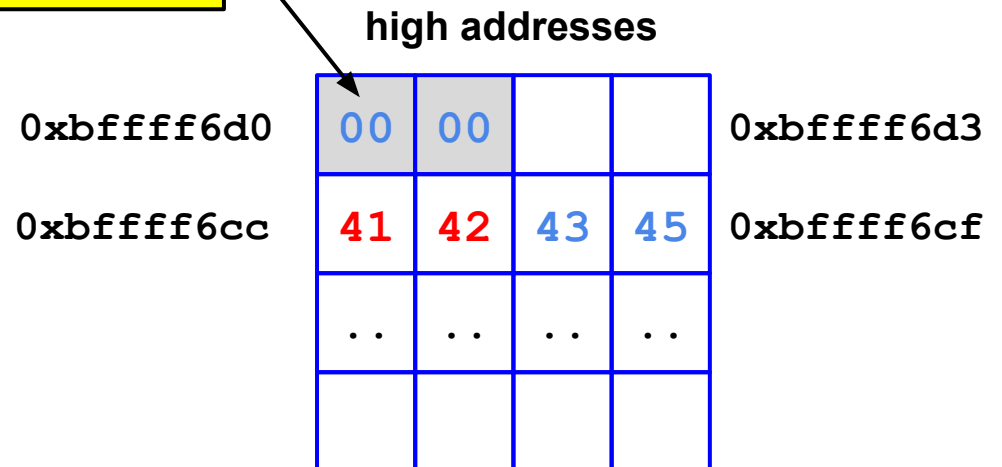 high addresses
0xbffff6d0 00 00 0xbffff6d3
0xbffff6cc 41 42 43 45 0xbffff6cf
.. .. .. ..